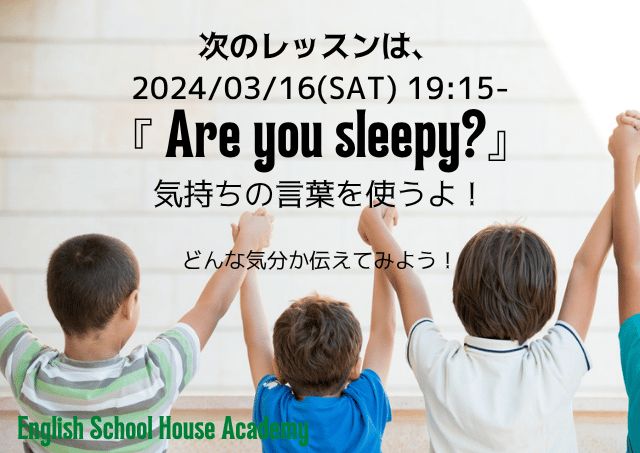 次のレッスンは、
2024/03/16(SAT) 19:15-
『 Are you sleepy?』
気持ちの言葉を使うよ！
どんな気分か伝えてみよう！
English School House Academy